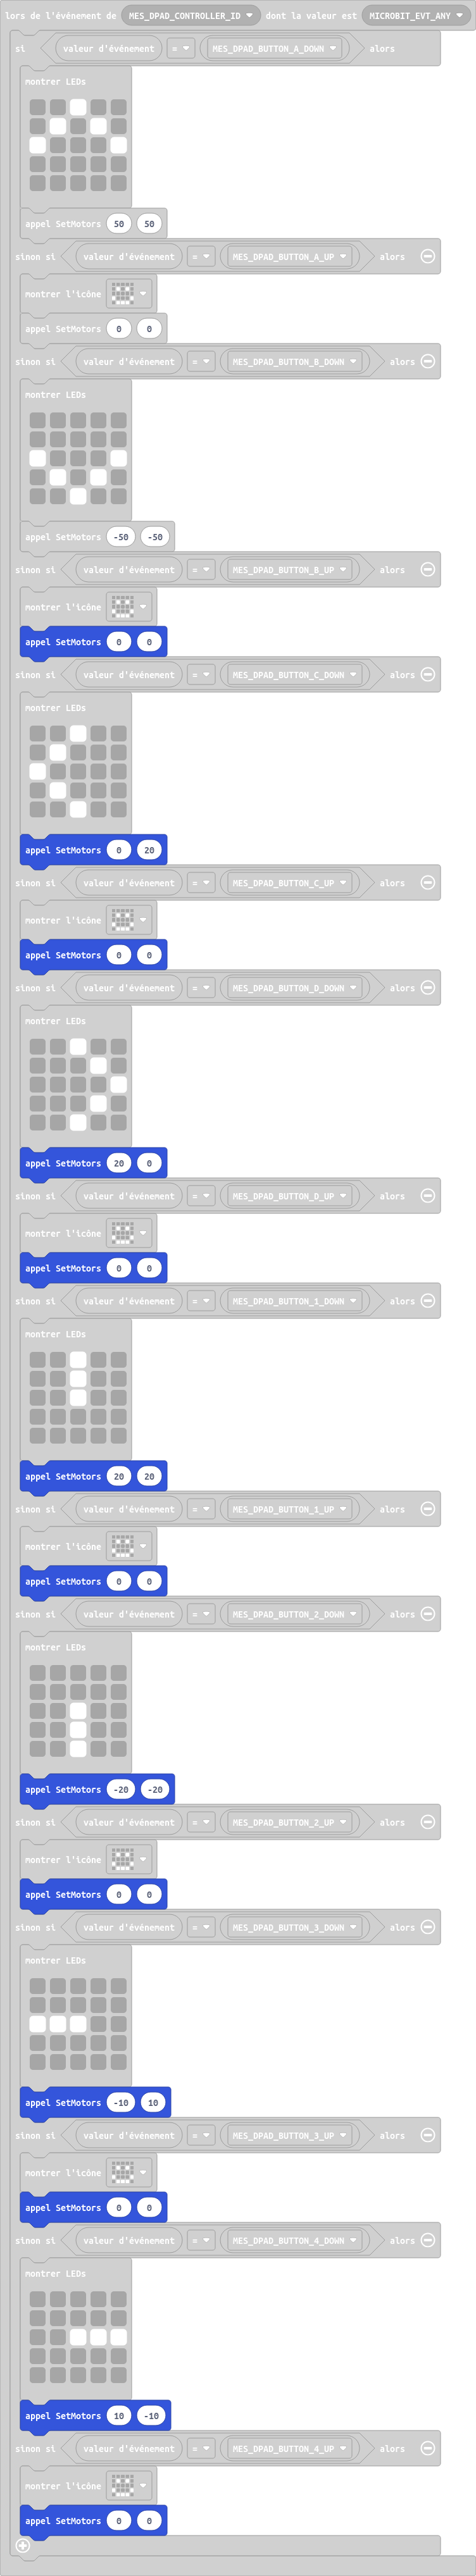 lors de l'événement de MES_DPAD_CONTROLLER_ID dont la valeur est MICROBIT_EVT_ANY
si valeur d'événement = MES_DPAD_BUTTON_A_DOWN alors
montrer LEDs
appel SetMotors 50 50
sinon si valeur d'événement = MES_DPAD_BUTTON_A_UP alors
montrer l'icône
appel SetMotors 0 0
sinon si valeur d'événement = MES_DPAD_BUTTON_B_DOWN alors
montrer LEDs
appel SetMotors -50 -50
sinon si valeur d'événement = MES_DPAD_BUTTON_B_UP alors
montrer l'icône
appel SetMotors 0 0
sinon si valeur d'événement = MES_DPAD_BUTTON_C_DOWN alors
montrer LEDs
appel SetMotors 0 20
sinon si valeur d'événement = MES_DPAD_BUTTON_C_UP alors
montrer l'icône
appel SetMotors 0 0
sinon si valeur d'événement = MES_DPAD_BUTTON_D_DOWN alors
montrer LEDs
appel SetMotors 20 0
sinon si valeur d'événement = MES_DPAD_BUTTON_D_UP alors
montrer l'icône
appel SetMotors 0 0
sinon si valeur d'événement = MES_DPAD_BUTTON_1_DOWN alors
montrer LEDs
appel SetMotors 20 20
sinon si valeur d'événement = MES_DPAD_BUTTON_1_UP alors
montrer l'icône
appel SetMotors 0 0
sinon si valeur d'événement = MES_DPAD_BUTTON_2_DOWN alors
montrer LEDs
appel SetMotors -20 -20
sinon si valeur d'événement = MES_DPAD_BUTTON_2_UP alors
montrer l'icône
appel SetMotors 0 0
sinon si valeur d'événement = MES_DPAD_BUTTON_3_DOWN alors
montrer LEDs
appel SetMotors -10 10
sinon si valeur d'événement = MES_DPAD_BUTTON_3_UP alors
montrer l'icône
appel SetMotors 0 0
sinon si valeur d'événement = MES_DPAD_BUTTON_4_DOWN alors
montrer LEDs
appel SetMotors 10 -10
sinon si valeur d'événement = MES_DPAD_BUTTON_4_UP alors
montrer l'icône
appel SetMotors 0 0